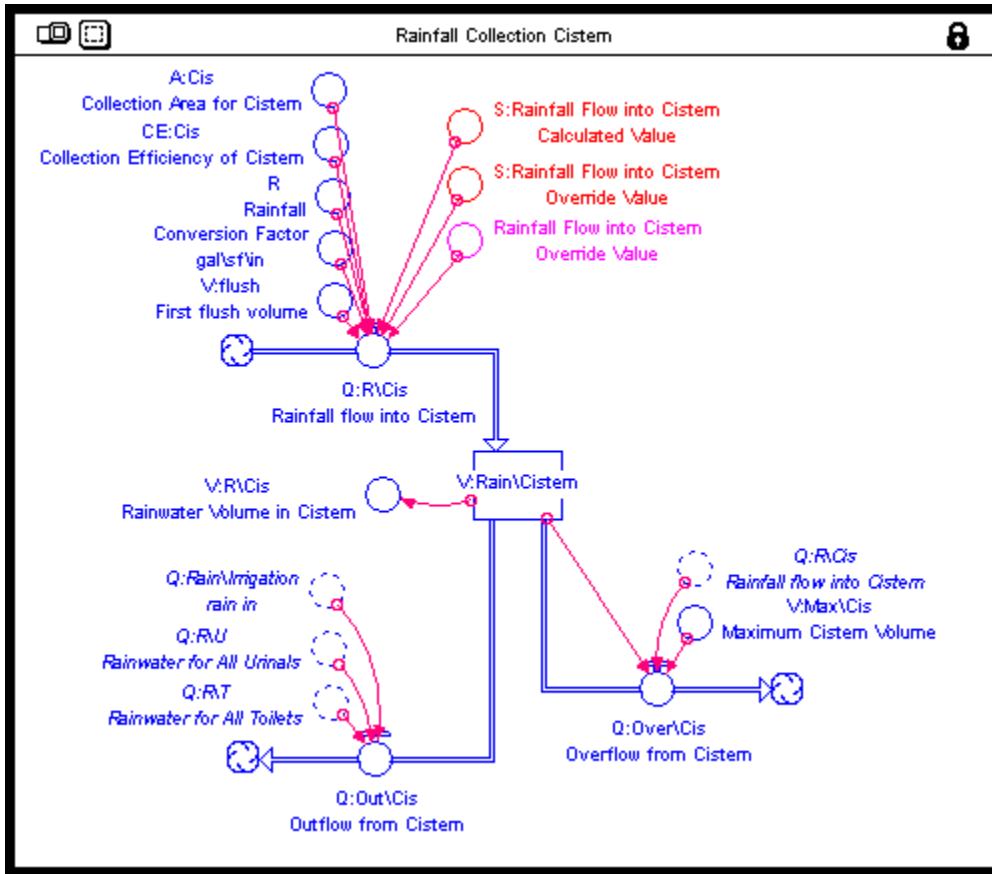 Rainfall Collection Cistern
A:Cis
Collection Area for Cistern
CE:Cis
Collection Efficiency of Cistern
R
Rainfall
Conversion Factor
gal\sf\in
V:flush
First flush volume
S:Rainfall Flow into Cistern
Calculated Value
S:Rainfall Flow into Cistern
Override Value
Rainfall Flow into Cistern
Override Value
Q:R\Cis
Rainfall flow into Cistern
V:Rain\Cistern
V:R\Cis
Rainwater Volume in Cistern
Q:Rain\Irrigation
rain in
Q:R\U
Rainwater for All Urinals
Q:R\T
Rainwater for All Toilets
Q:R\Cis
Rainfall flow into Cistern
V:Max\Cis
Maximum Cistern Volume
Q:Over\Cis
Overflow from Cistern
Q:Out\Cis
Outflow from Cistern